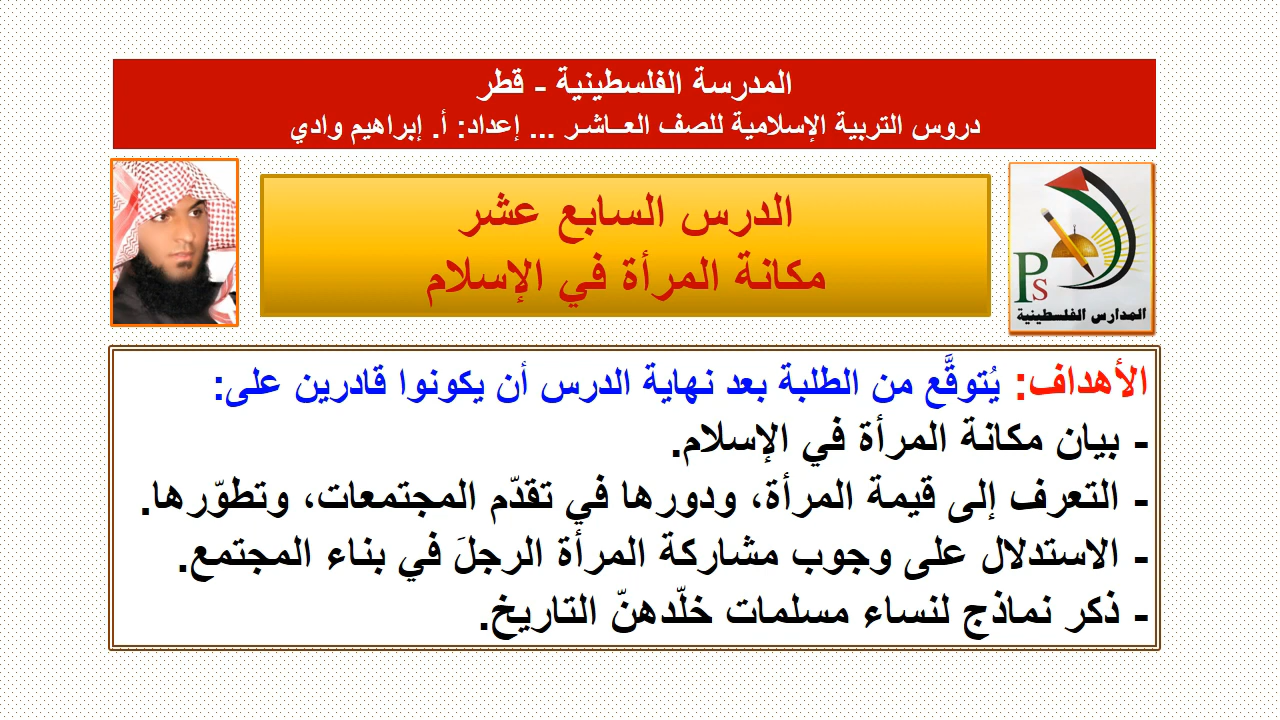 المدرسة الفلسطينية - قطر
دروس التربية الإسلامية للصف العـــاشـر ... إعداد: أ. إبراهيم وادي
الدرس السابع عشر
مكانة المرأة في الإسلام
PS
المدارس الفلسطينية
الأهداف: يُتوقَّع من الطلبة بعد نهاية الدرس أن يكونوا قادرين على:
- بيان مكانة المرأة في الإسلام.
- التعرف إلى قيمة المرأة، ودورها في تقدّم المجتمعات، وتطوّرها.
- الاستدلال على وجوب مشاركة المرأة الرجلَ في بناء المجتمع.
- ذكر نماذج لنساء مسلمات خلّدهنّ التاريخ.